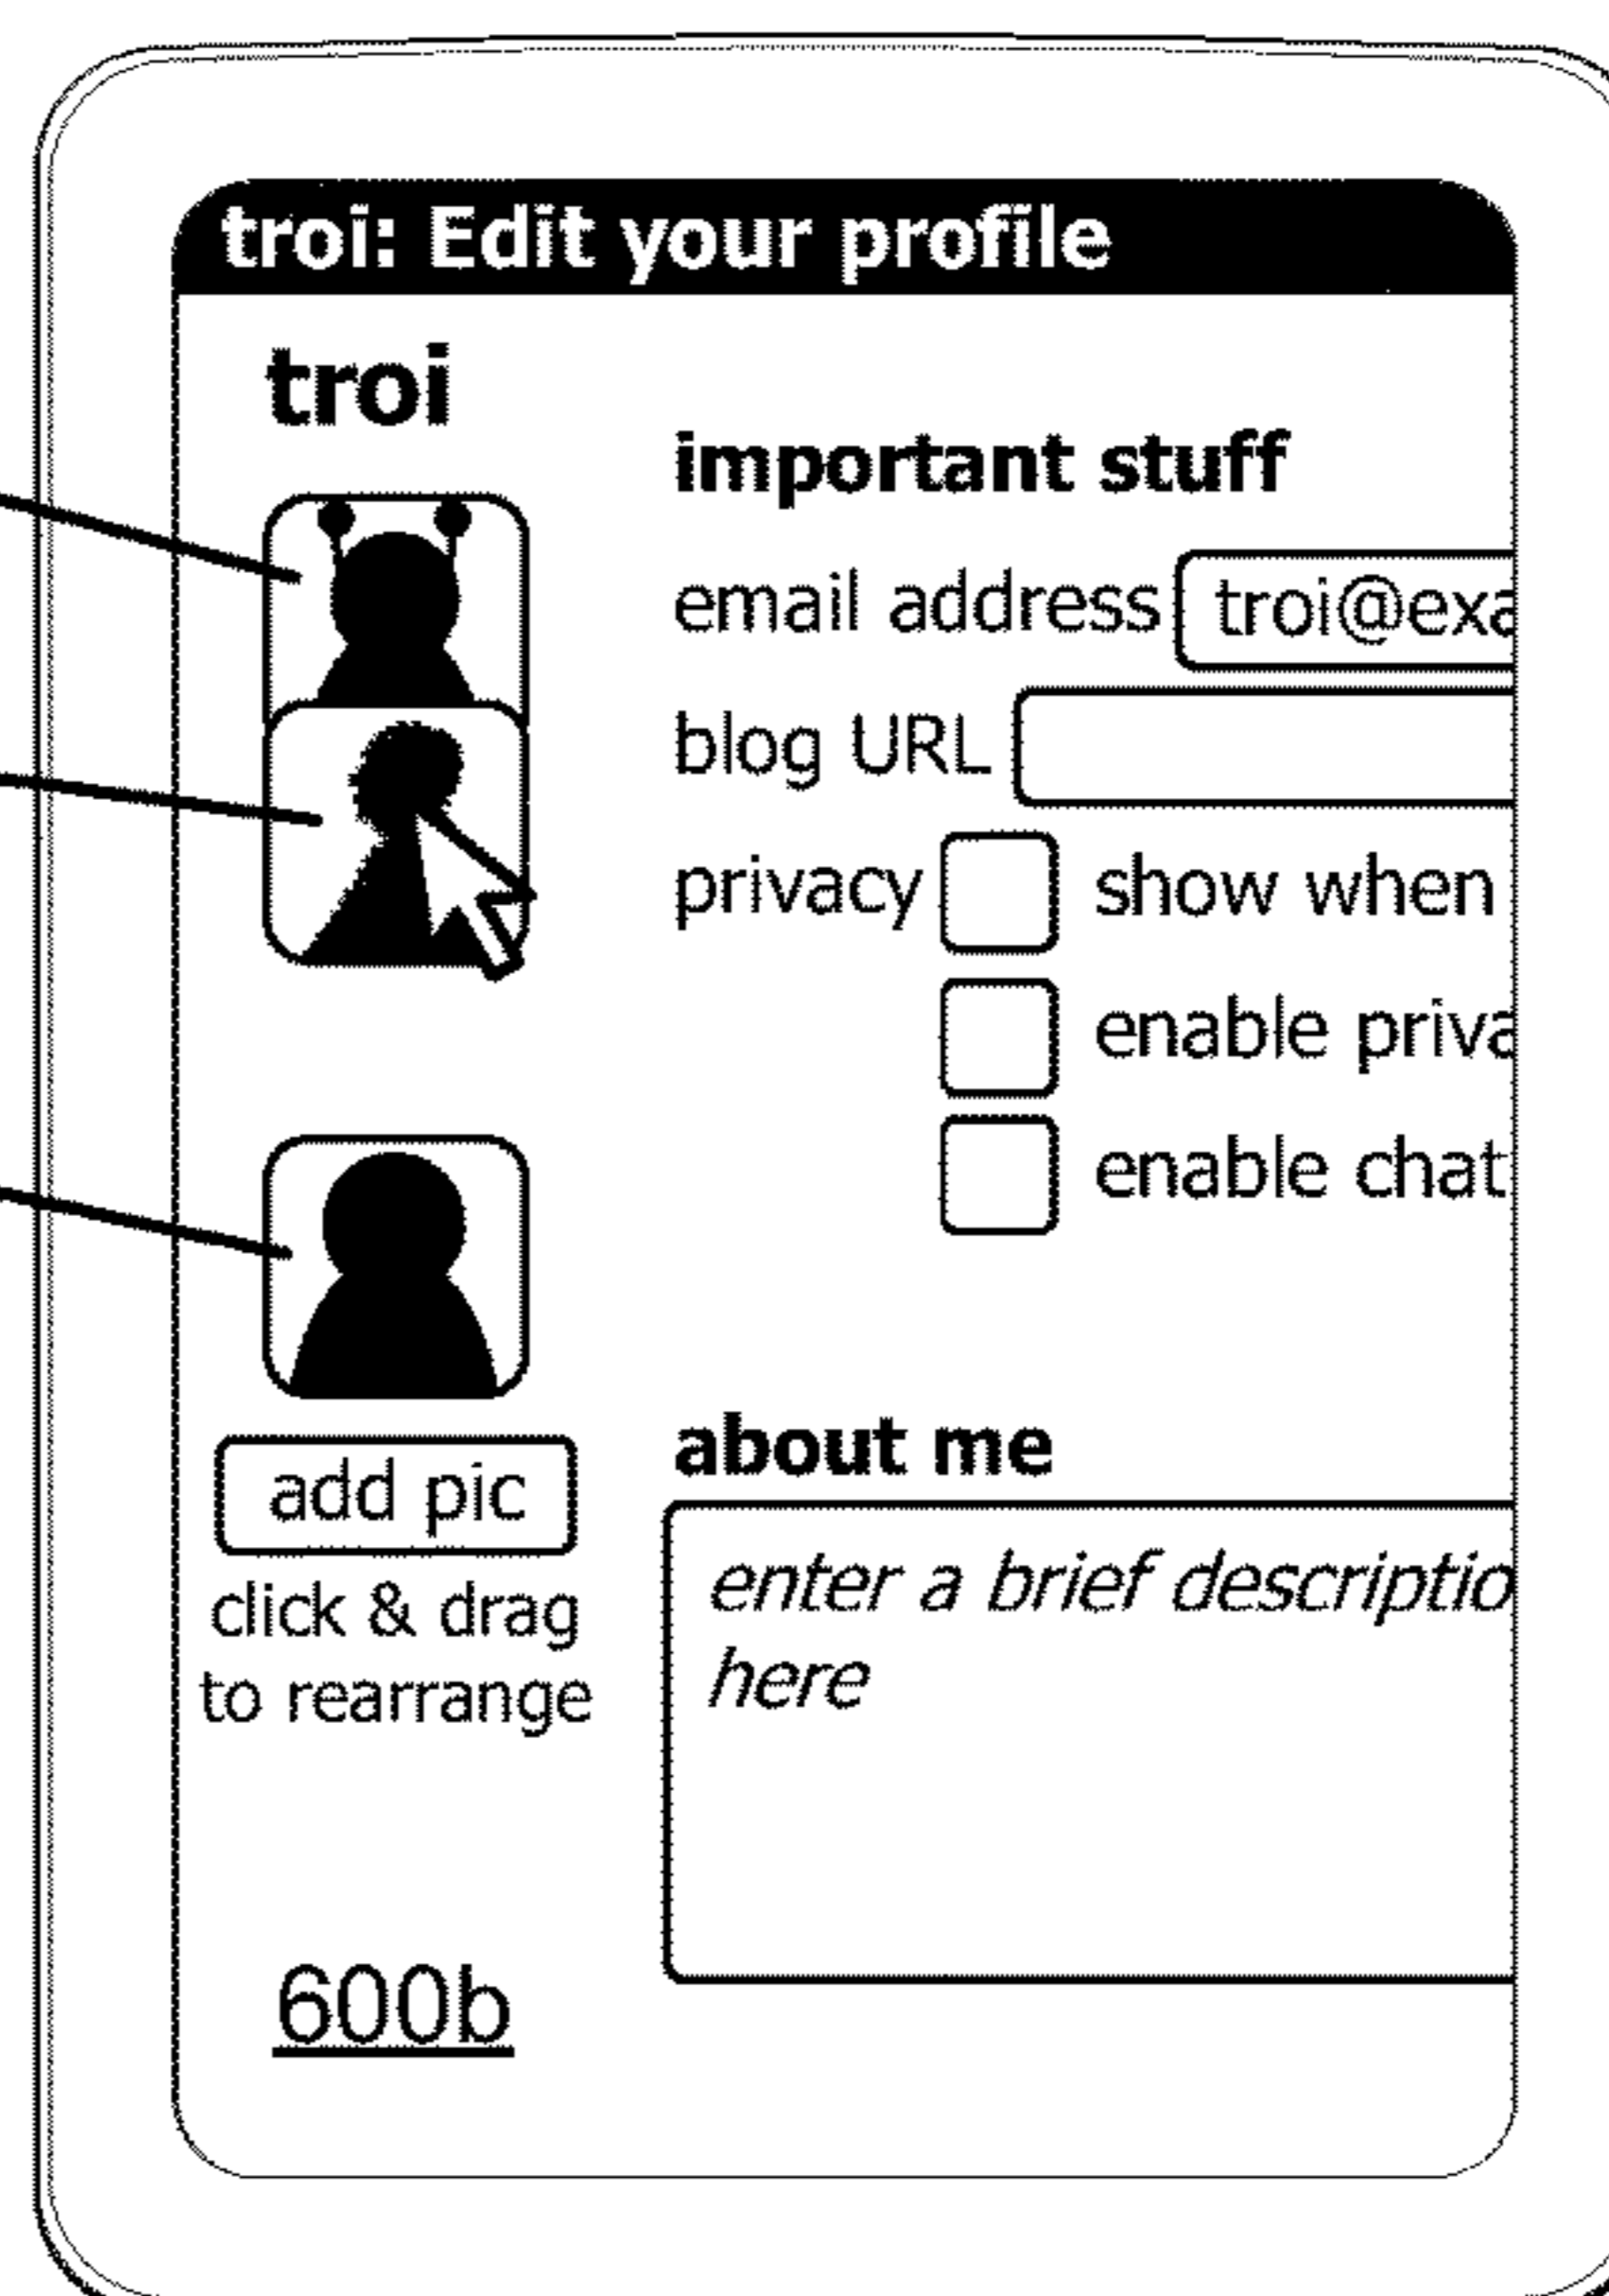 troi: Edit your profile
troi
important stuff
email address troi@exa
blog URL
privacy show when
enable priva
enable chat
add pic
click & drag
to rearrange
about me
enter a brief descriptio
here
600b